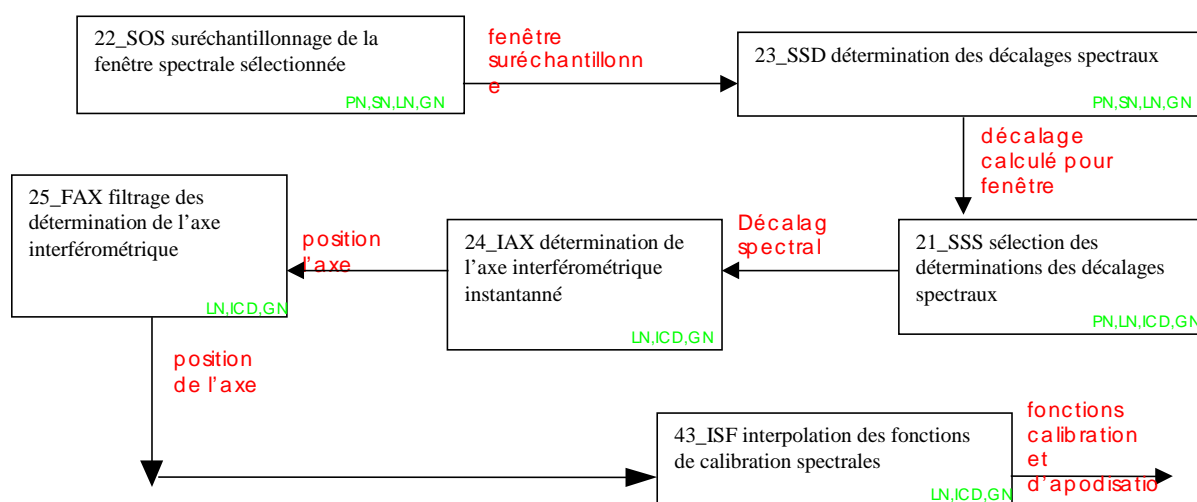 22_SOS suréchantillonnage de la
fenêtre spectrale sélectionnée
PN,SN,LN,GN
fenêtre
suréchantillonn
e
23_SSD détermination des décalages spectraux
PN,SN,LN,GN
décalage
calculé pour
fenêtre
21_SSS sélection des
déterminations des décalages
spectraux
PN,LN,ICD,GN
Décalag
spectral
24_IAX détermination de
l'axe interférométrique
instantanné
LN,ICD,GN
position
l'axe
25_FAX filtrage des
détermination de l'axe
interférométrique
LN,ICD,GN
position
de l'axe
43_ISF interpolation des fonctions
de calibration spectrales
LN,ICD,GN
fonctions
calibration
et
d'apodisatio